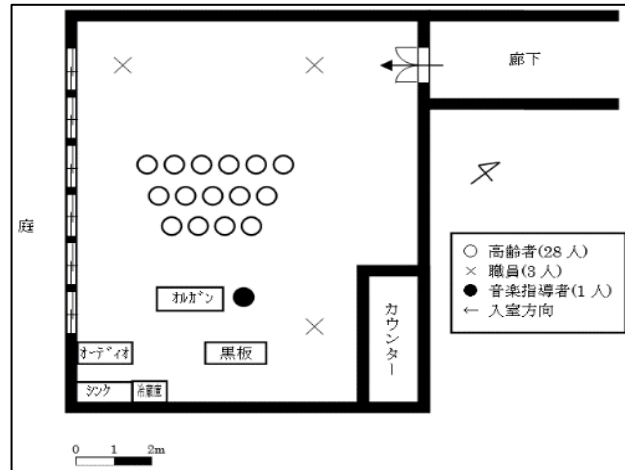 廊下
庭
○ 高齢者(28 人)
× 職員(3 人)
● 音楽指導者(1 人)
← 入室方向
オルガン
カウンター
オーディオ
黒板
シンク
冷蔵庫
0 1 2m